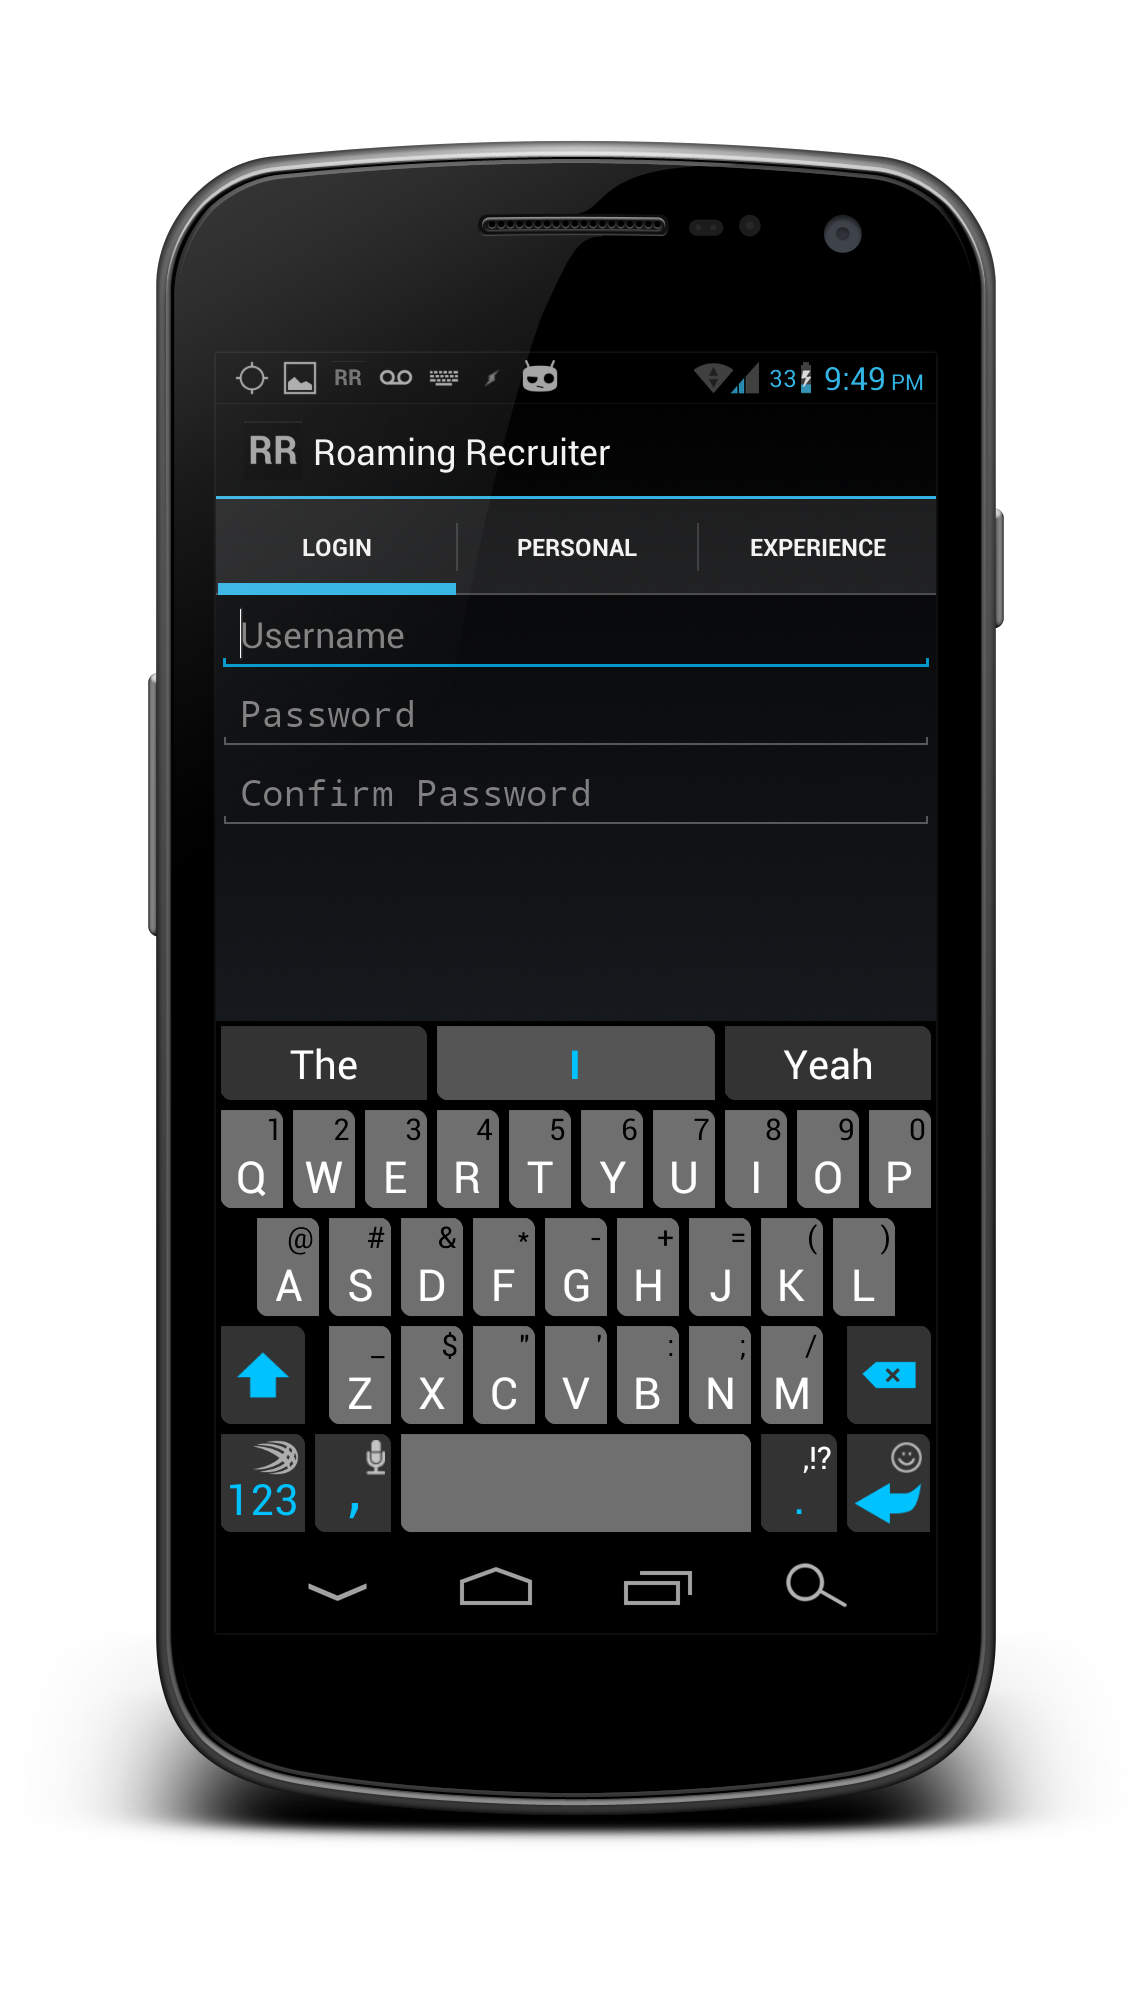 RR 33 9:49 PM
RR Roaming Recruiter
LOGIN PERSONAL EXPERIENCE
Username
Password
Confirm Password
The I Yeah
1 2 3 4 5 6 7 8 9 0
Q W E R T Y U I O P
@ # & * - + = ( )
A S D F G H J K L
_ $ " ' : ; /
Z X C V B N M
,!?
123 , .